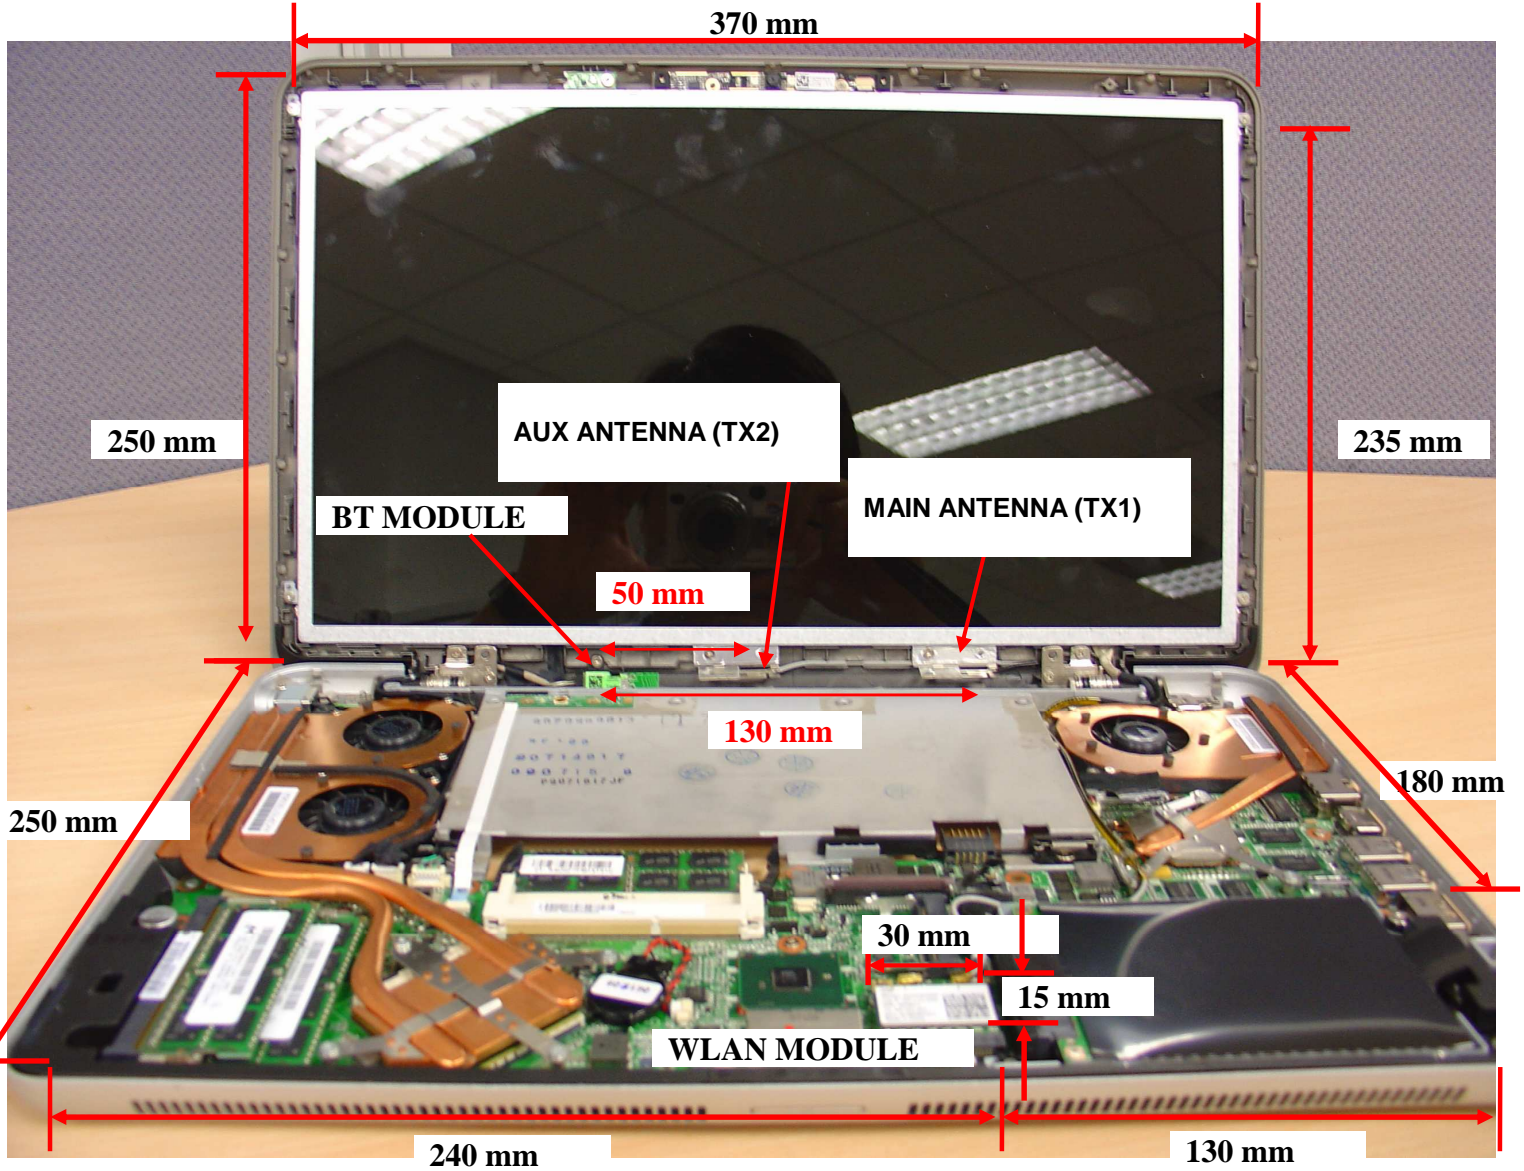 370 mm
250 mm
235 mm
AUX ANTENNA (TX2)
MAIN ANTENNA (TX1)
BT MODULE
50 mm
130 mm
180 mm
250 mm
30 mm
15 mm
WLAN MODULE
240 mm
130 mm